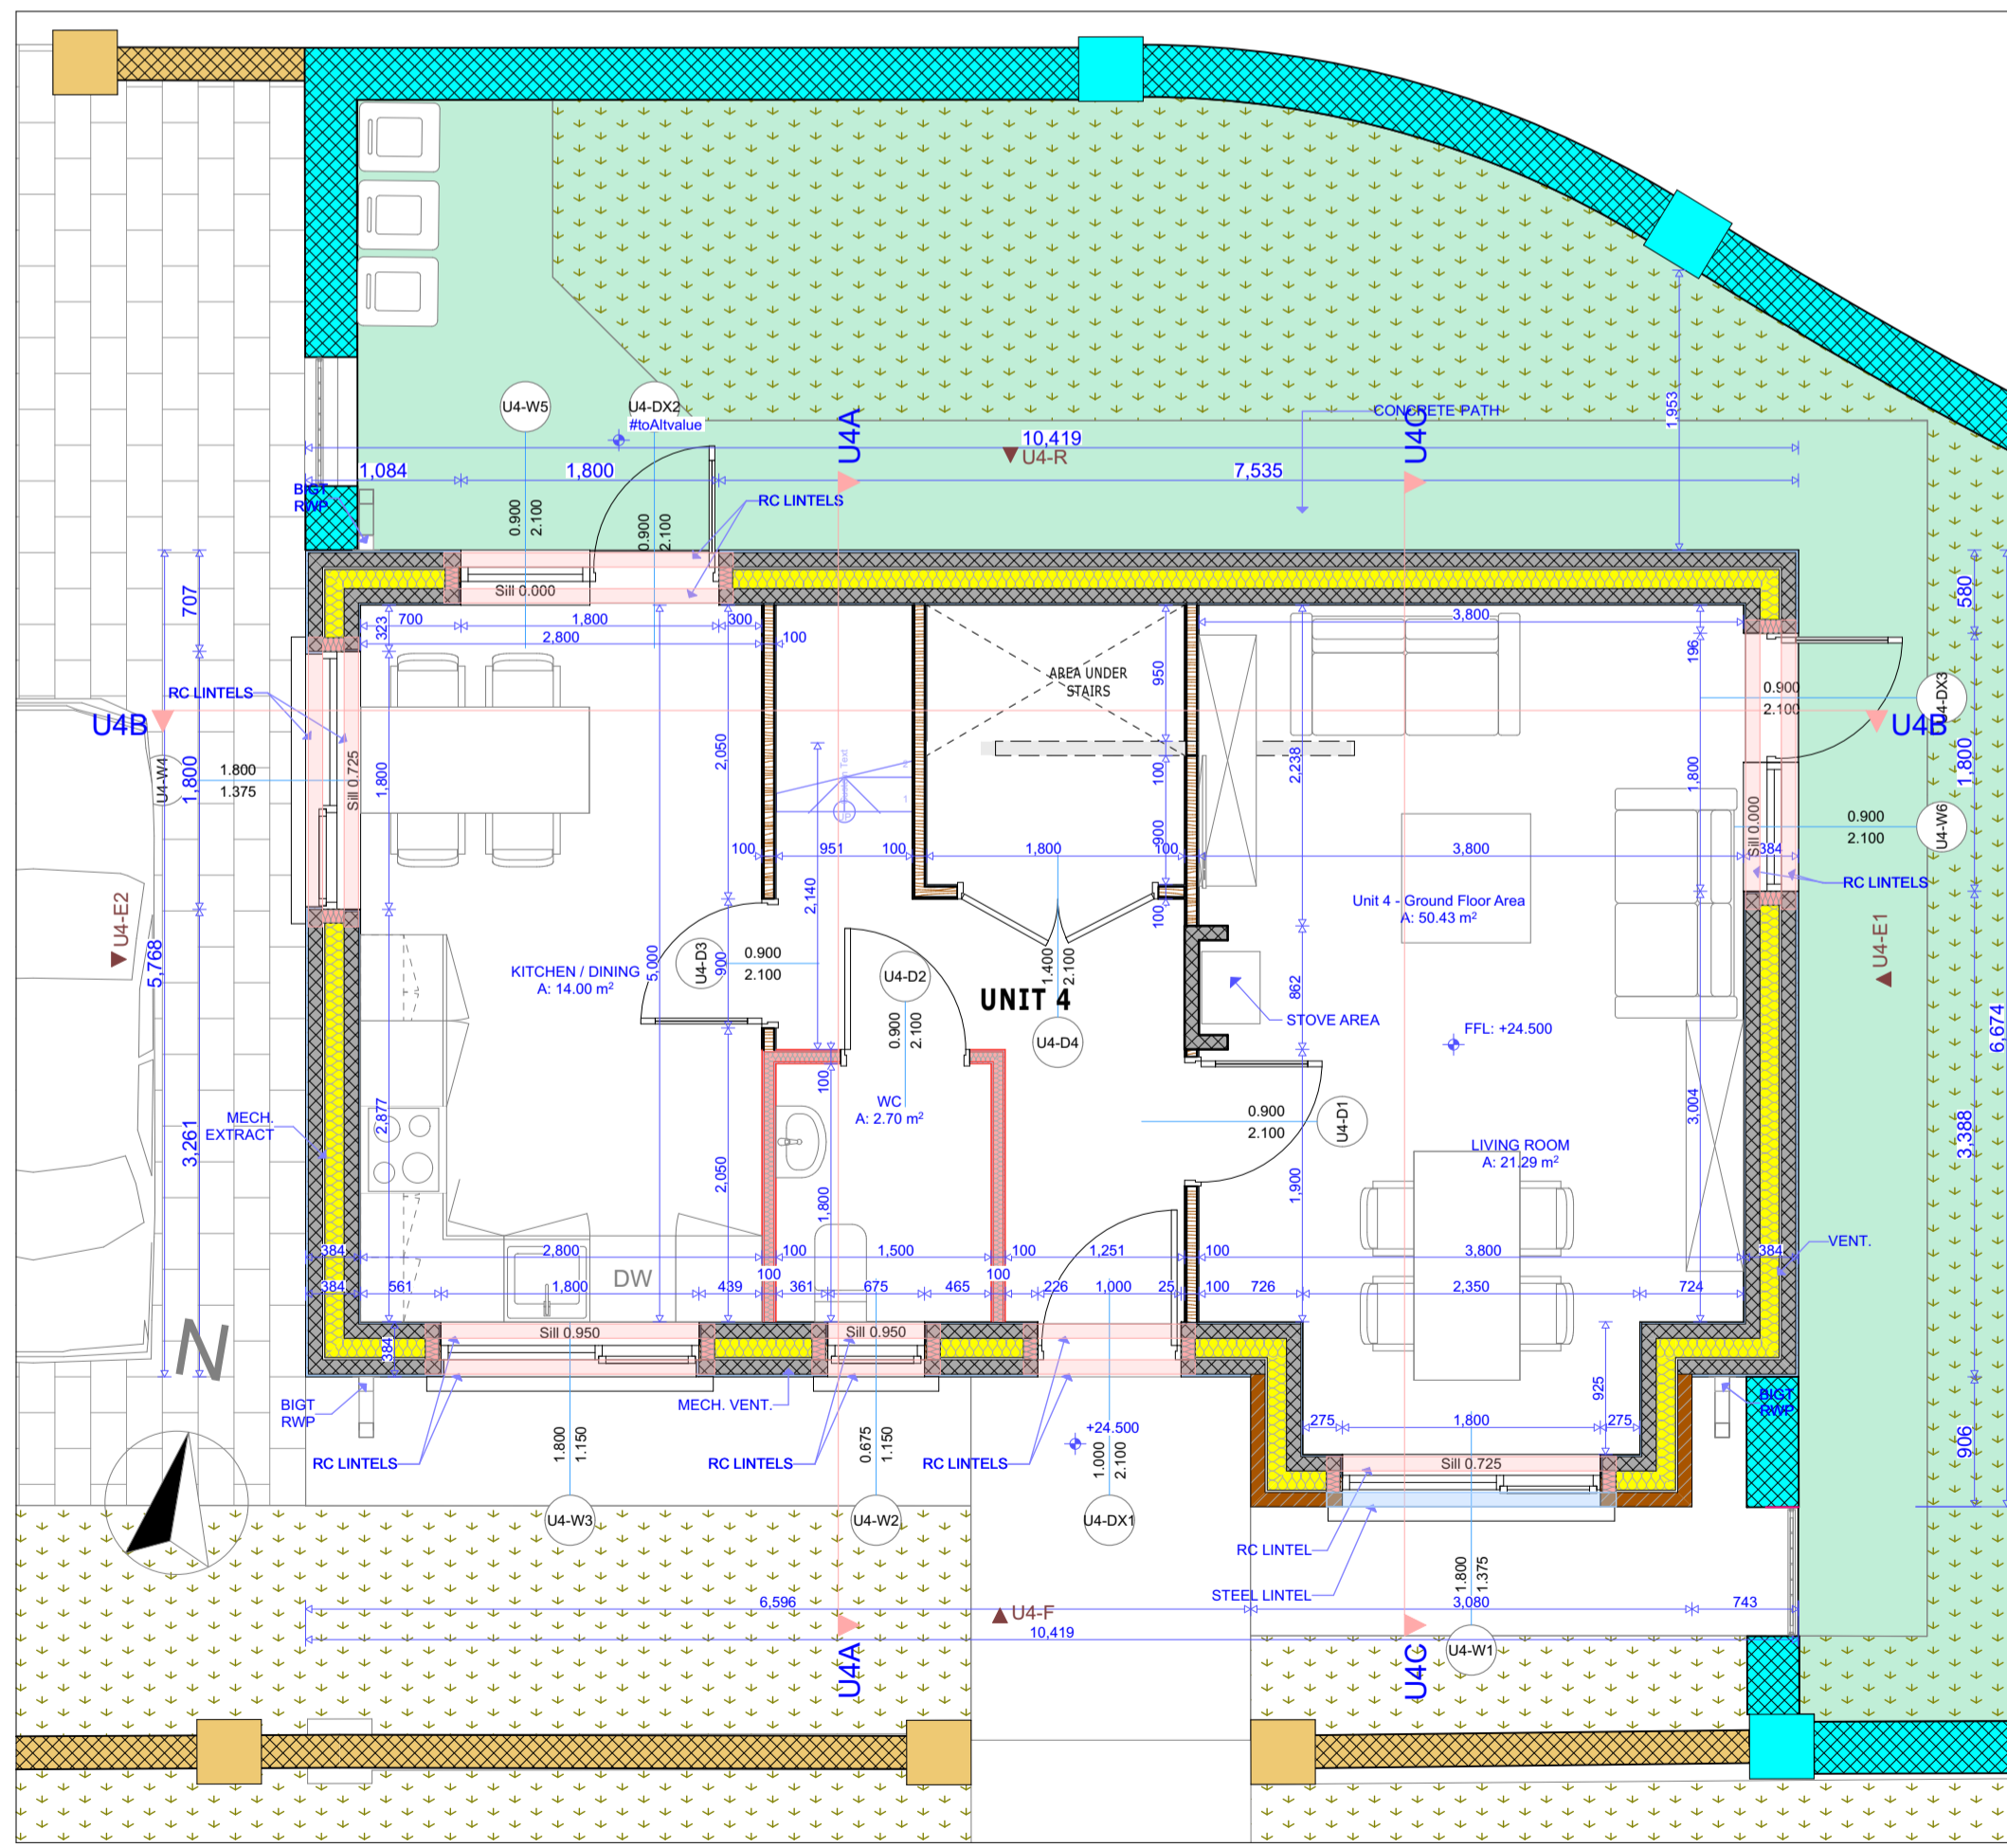 U4-W5
U4-DX2
#toAltvalue
U4A
U4C
CONCRETE PATH
1,953
10,419
U4-R
1,084
1,800
7,535
BIGT
RWP
RC LINTELS
0.900
2.100
0.900
2.100
Sill 0.000
707
580
323
700
1,800
300
2,800
100
3,800
196
AREA UNDER
STAIRS
950
RC LINTELS
U4B
U4B
0.900
2.100
U4-DX3
U4-W4
1.800
1.375
1,800
Sill 0.725
1,800
2,050
2,238
100
1,800
1,800
UP
1
2
0.900
2.100
U4-W6
Sill 0.000
100
951
100
1,800
900
100
3,800
384
RC LINTELS
2,140
100
Unit 4 - Ground Floor Area
A: 50.43 m²
U4-E2
U4-E1
5,768
KITCHEN / DINING
A: 14.00 m²
5,000
U4-D3
900
0.900
2.100
U4-D2
1.400
2.100
UNIT 4
862
STOVE AREA
FFL: +24.500
6,674
0.900
2.100
U4-D4
100
WC
A: 2.70 m²
MECH.
EXTRACT
3,261
2,877
2,050
1,800
0.900
2.100
U4-D1
1,900
3,004
3,388
LIVING ROOM
A: 21.29 m²
VENT.
384
2,800
100
1,500
100
1,251
100
3,800
384
384
561
1,800
439
100
361
675
465
100
226
1,000
25
100
726
2,350
724
DW
N
384
Sill 0.950
Sill 0.950
925
BIGT
RWP
MECH. VENT.
BIGT
RWP
275
1,800
275
906
+24.500
RC LINTELS
1.800
1.150
RC LINTELS
0.675
1.150
RC LINTELS
1.000
2.100
Sill 0.725
U4-W3
U4-W2
U4-DX1
RC LINTEL
STEEL LINTEL
1.800
1.375
6,596
U4-F
3,080
743
10,419
U4A
U4C
U4-W1